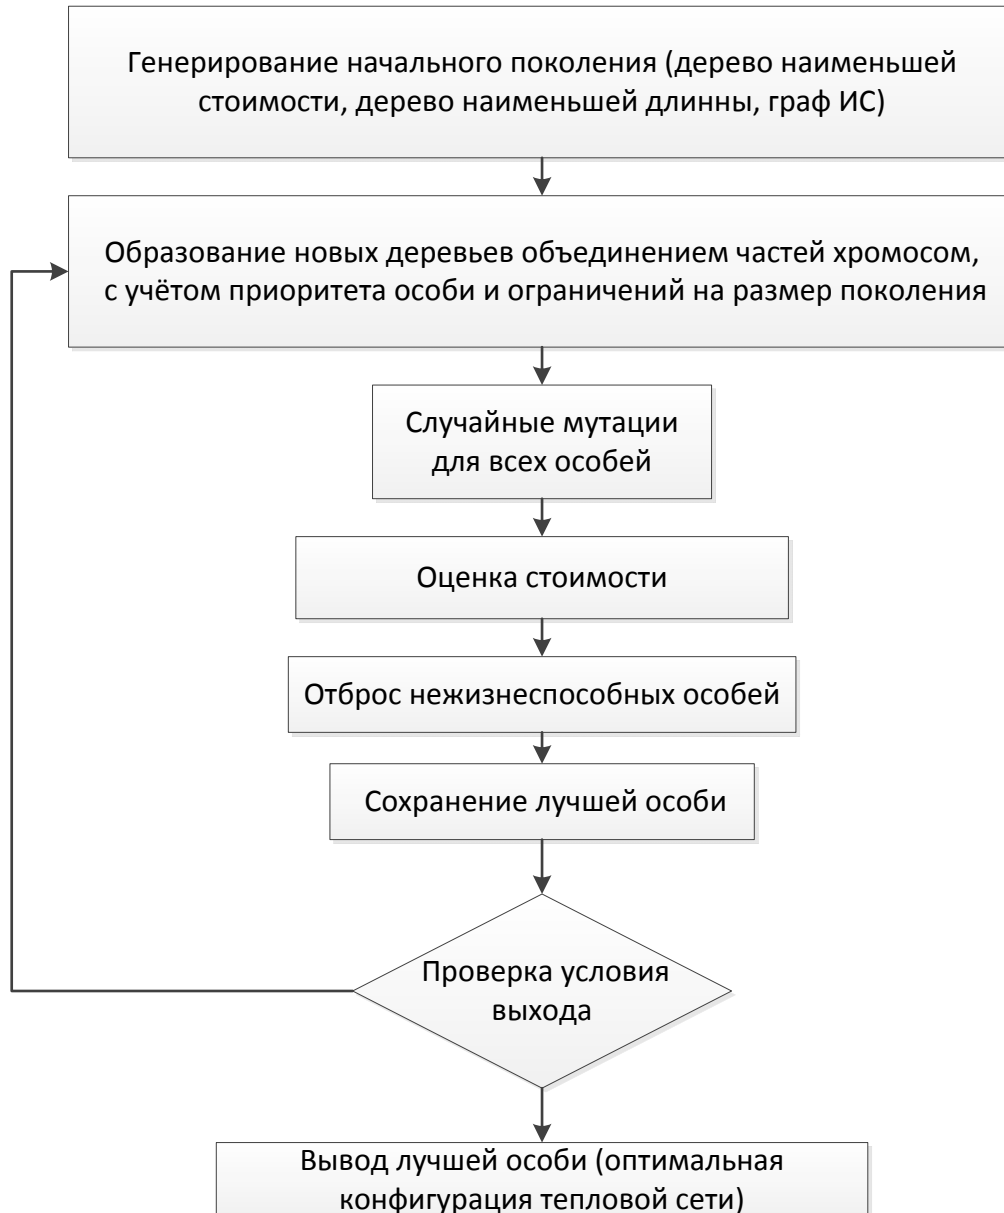 Генерирование начального поколения (дерево наименьшей
стоимости, дерево наименьшей длинны, граф ИС)
Образование новых деревьев объединением частей хромосом,
с учётом приоритета особи и ограничений на размер поколения
Случайные мутации
для всех особей
Оценка стоимости
Отброс нежизнеспособных особей
Сохранение лучшей особи
Проверка условия
выхода
Вывод лучшей особи (оптимальная
конфигурация тепловой сети)